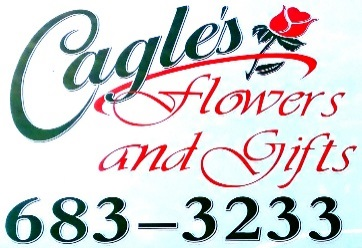 Cagle's
Flowers
and Gifts
683-3233